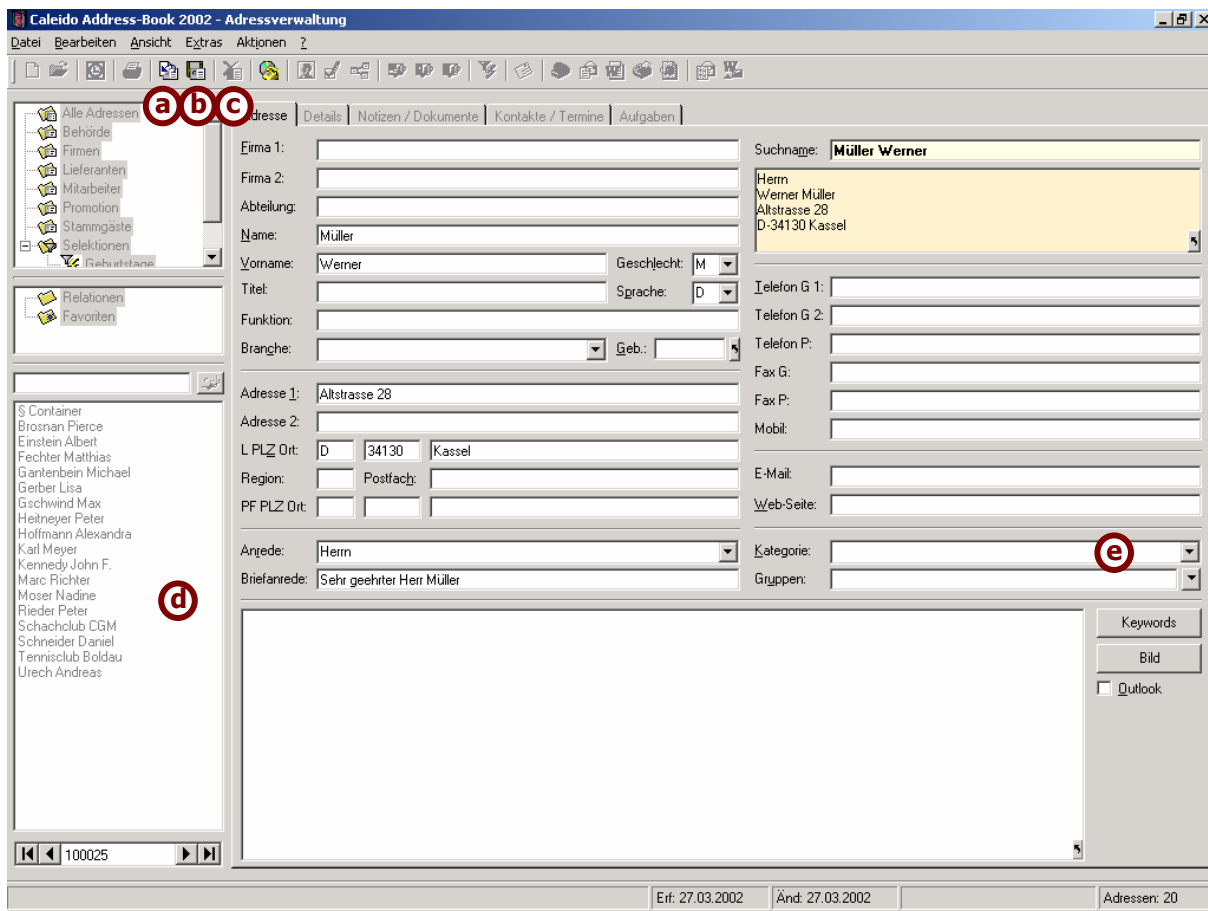 Caleido Address-Book 2002 - Adressverwaltung
Datei Bearbeiten Ansicht Extras Aktionen ?
a b c
Alle Adressen
Behörde
Firmen
Lieferanten
Mitarbeiter
Promotion
Stammgäste
Selektionen
Geburtstage
Relationen
Favoriten
§ Container
Brosnan Pierce
Einstein Albert
Fechter Matthias
Gantenbein Michael
Gerber Lisa
Gschwind Max
Heitneyer Peter
Hoffmann Alexandra
Karl Meyer
Kennedy John F.
Marc Richter
Moser Nadine
Rieder Peter
Schachclub CGM
Schneider Daniel
Tennisclub Boldau
Urech Andreas
d
100025
Adresse Details Notizen / Dokumente Kontakte / Termine Aufgaben
Firma 1:
Firma 2:
Abteilung:
Name: Müller
Vorname: Werner Geschlecht: M
Titel: Sprache: D
Funktion:
Branche: Geb.:
Adresse 1: Altstrasse 28
Adresse 2:
L PLZ Ort: D 34130 Kassel
Region: Postfach:
PF PLZ Ort:
Anrede: Herrn
Briefanrede: Sehr geehrter Herr Müller
Suchname: Müller Werner
Herrn
Werner Müller
Altstrasse 28
D-34130 Kassel
Telefon G 1:
Telefon G 2:
Telefon P:
Fax G:
Fax P:
Mobil:
E-Mail:
Web-Seite:
Kategorie: e
Gruppen:
Keywords
Bild
Outlook
Erf: 27.03.2002 Änd: 27.03.2002 Adressen: 20